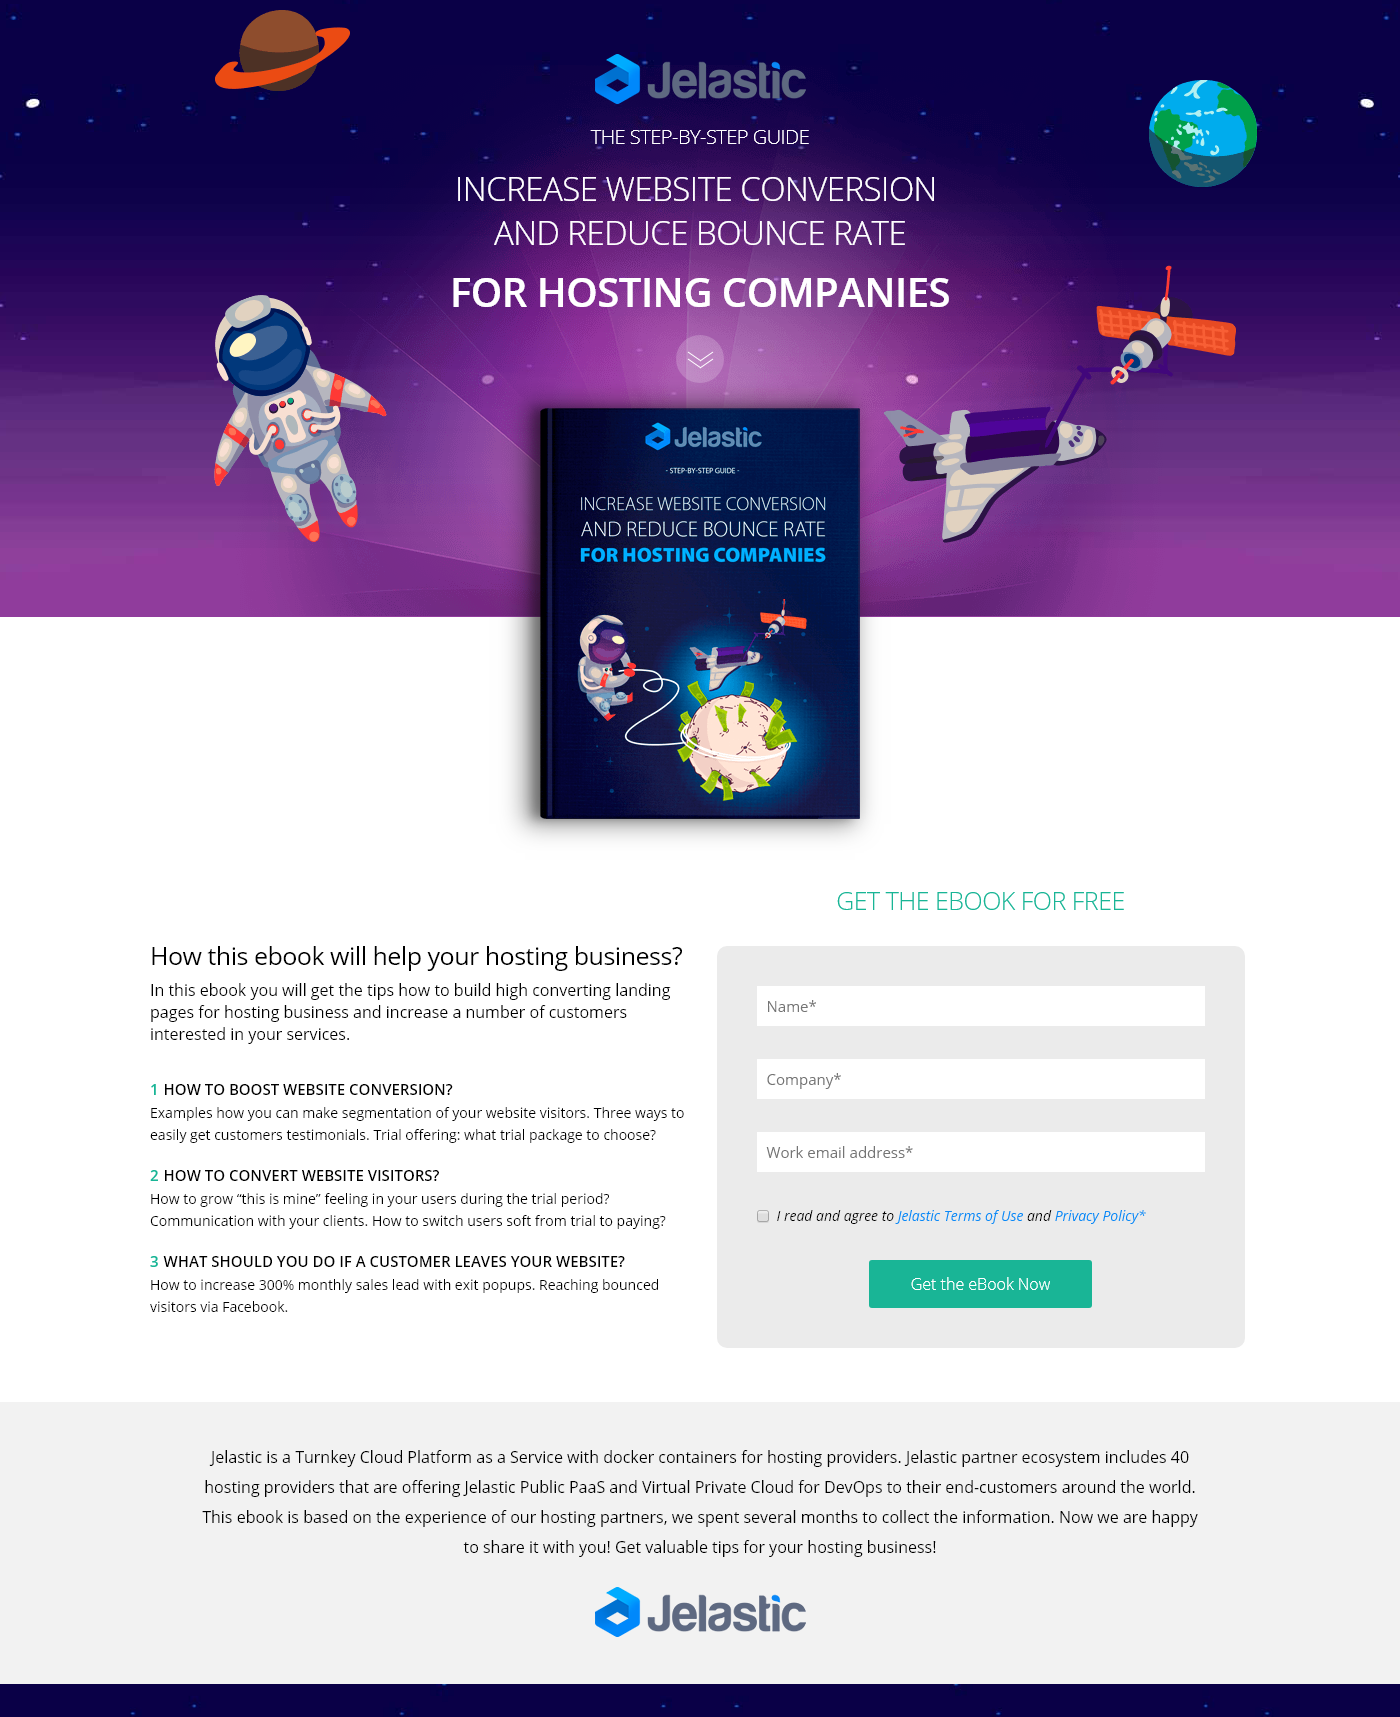 Jelastic
THE STEP-BY-STEP GUIDE
INCREASE WEBSITE CONVERSION
AND REDUCE BOUNCE RATE
FOR HOSTING COMPANIES
Jelastic
- STEP-BY-STEP GUIDE -
INCREASE WEBSITE CONVERSION
AND REDUCE BOUNCE RATE
FOR HOSTING COMPANIES
How this ebook will help your hosting business?
In this ebook you will get the tips how to build high converting landing
pages for hosting business and increase a number of customers
interested in your services.
1 HOW TO BOOST WEBSITE CONVERSION?
Examples how you can make segmentation of your website visitors. Three ways to
easily get customers testimonials. Trial offering: what trial package to choose?
2 HOW TO CONVERT WEBSITE VISITORS?
How to grow “this is mine” feeling in your users during the trial period?
Communication with your clients. How to switch users soft from trial to paying?
3 WHAT SHOULD YOU DO IF A CUSTOMER LEAVES YOUR WEBSITE?
How to increase 300% monthly sales lead with exit popups. Reaching bounced
visitors via Facebook.
GET THE EBOOK FOR FREE
Name*
Company*
Work email address*
I read and agree to Jelastic Terms of Use and Privacy Policy*
Get the eBook Now
Jelastic is a Turnkey Cloud Platform as a Service with docker containers for hosting providers. Jelastic partner ecosystem includes 40
hosting providers that are offering Jelastic Public PaaS and Virtual Private Cloud for DevOps to their end-customers around the world.
This ebook is based on the experience of our hosting partners, we spent several months to collect the information. Now we are happy
to share it with you! Get valuable tips for your hosting business!
Jelastic